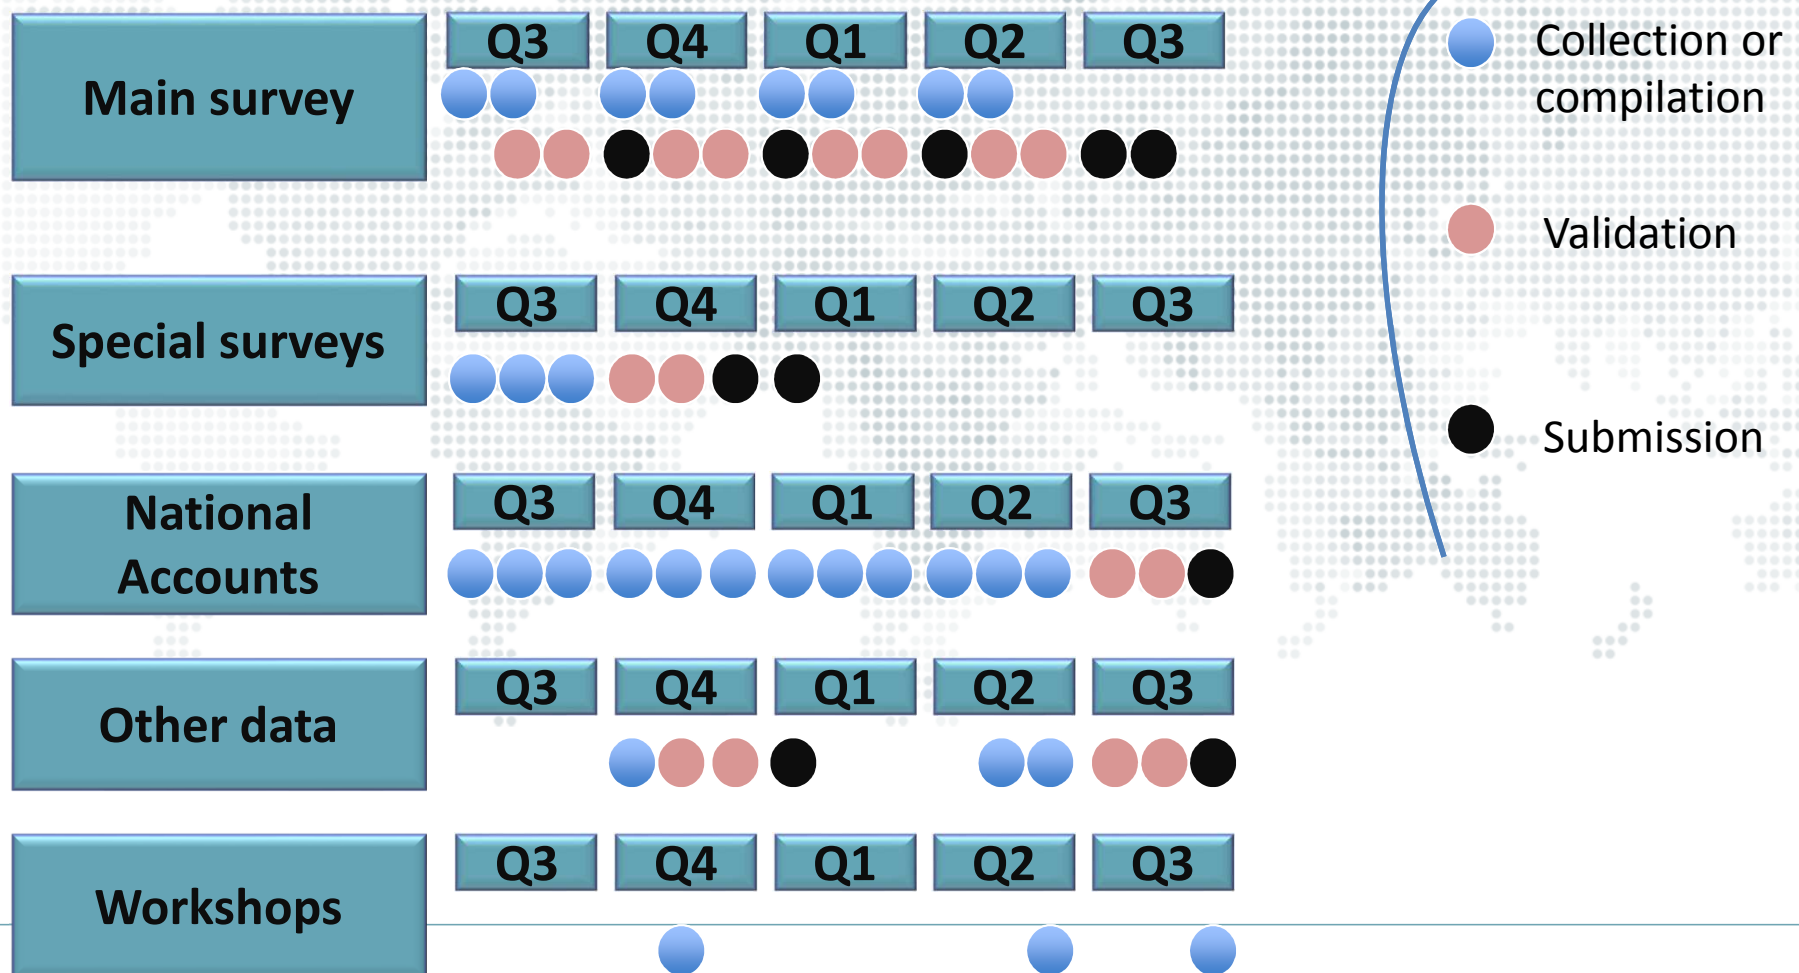 Main survey
Q3 Q4 Q1 Q2 Q3
Collection or
compilation
Validation
Special surveys
Q3 Q4 Q1 Q2 Q3
Submission
National
Accounts
Q3 Q4 Q1 Q2 Q3
Other data
Q3 Q4 Q1 Q2 Q3
Workshops
Q3 Q4 Q1 Q2 Q3